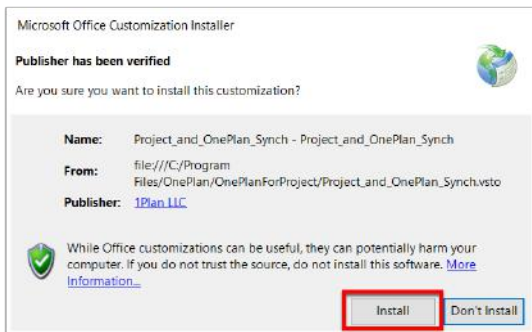 Microsoft Office Customization Installer
Publisher has been verified
Are you sure you want to install this customization?
Name: Project_and_OnePlan_Synch - Project_and_OnePlan_Synch
From: file:///C:/Program
Files/OnePlan/OnePlanForProject/Project_and_OnePlan_Synch.vsto
Publisher: 1Plan LLC
While Office customizations can be useful, they can potentially harm your
computer. If you do not trust the source, do not install this software. More
Information...
Install Don't Install